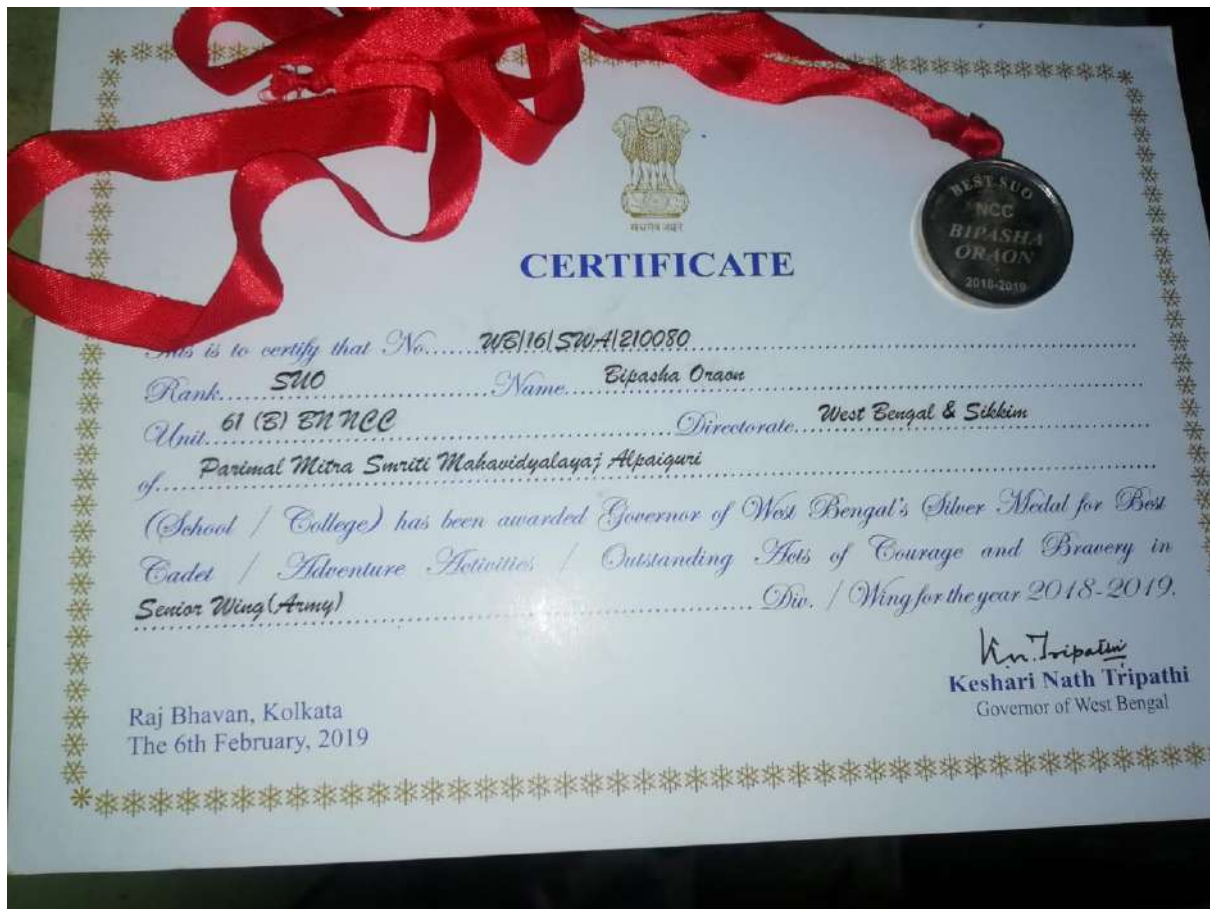 BEST SUO
NCC
BIPASHA
ORAON
2018-2019
सत्यमेव जयते
CERTIFICATE
This is to certify that No. WB|16|SWA|210080
Rank. SUO Name. Bipasha Oraon
Unit. 61 (B) BN NCC Directorate. West Bengal & Sikkim
of. Parimal Mitra Smriti Mahavidyalayaj Alpaiguri
(School / College) has been awarded Governor of West Bengal's Silver Medal for Best
Cadet / Adventure Activities / Outstanding Acts of Courage and Bravery in
Senior Wing(Army) Div. / Wing for the year 2018-2019.
Kn. Tripathi
Keshari Nath Tripathi
Governor of West Bengal
Raj Bhavan, Kolkata
The 6th February, 2019